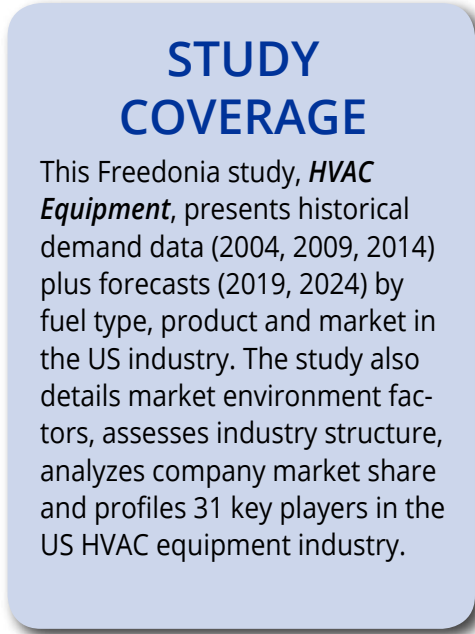 STUDY
COVERAGE
This Freedonia study, HVAC
Equipment, presents historical
demand data (2004, 2009, 2014)
plus forecasts (2019, 2024) by
fuel type, product and market in
the US industry. The study also
details market environment fac-
tors, assesses industry structure,
analyzes company market share
and profiles 31 key players in the
US HVAC equipment industry.